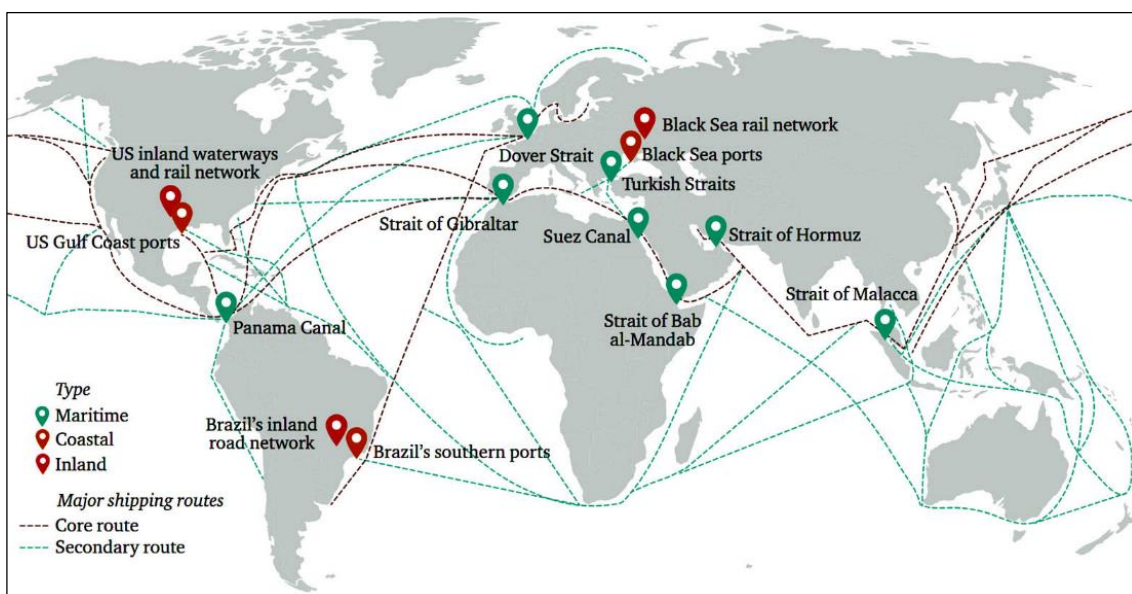 US inland waterways
and rail network
US Gulf Coast ports
Panama Canal
Dover Strait
Strait of Gibraltar
Black Sea rail network
Black Sea ports
Turkish Straits
Suez Canal
Strait of Hormuz
Strait of Bab
al-Mandab
Strait of Malacca
Brazil's inland
road network
Brazil's southern ports
Type
Maritime
Coastal
Inland
Major shipping routes
Core route
Secondary route